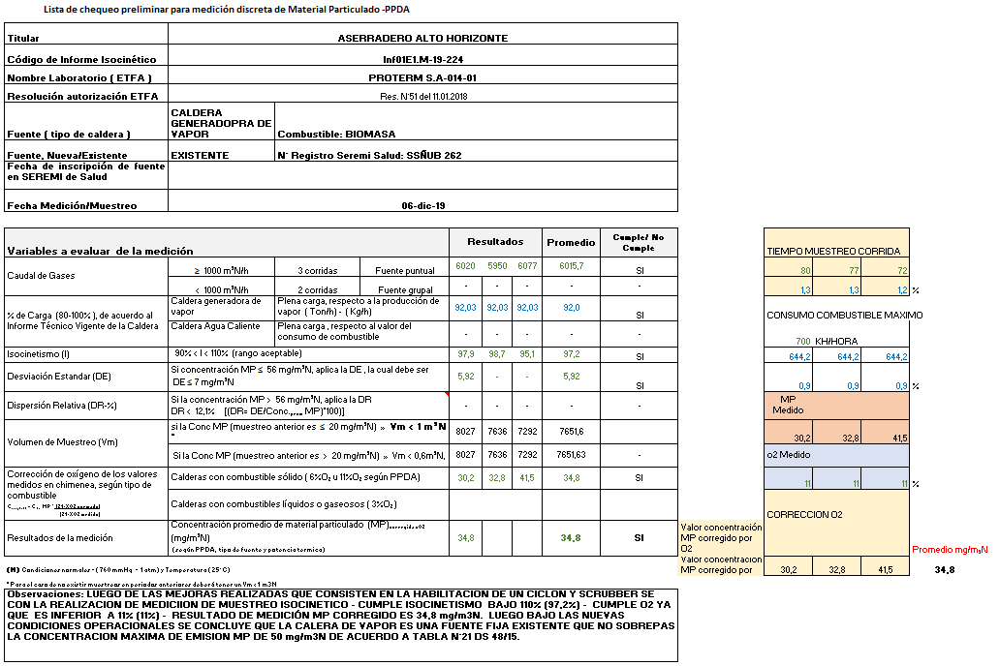 Lista de chequeo preliminar para medición discreta de Material Particulado -PPDA
Titular ASERRADERO ALTO HORIZONTE
Código de Informe Isocinético Inf01E1.M-19-224
Nombre Laboratorio ( ETFA ) PROTERM S.A-014-01
Resolución autorización ETFA Res. N°51 del 11.01.2018
Fuente ( tipo de caldera ) CALDERA GENERADOPRA DE VAPOR Combustible: BIOMASA
Fuente, Nueva/Existente EXISTENTE N° Registro Seremi Salud: SSÑUB 262
Fecha de inscripción de fuente en SEREMI de Salud
Fecha Medición/Muestreo 06-dic-19
Variables a evaluar de la medición Resultados Promedio Cumple/ No Cumple
Caudal de Gases ≥ 1000 m³N/h 3 corridas Fuente puntual 6020 5950 6077 6015,7 SI
< 1000 m³N/h 2 corridas Fuente grupal - - - - -
% de Carga (80-100%), de acuerdo al Informe Técnico Vigente de la Caldera
Caldera generadora de vapor Plena carga, respecto a la producción de vapor ( Ton/h) - ( Kg/h) 92,03 92,03 92,03 92,0 SI
Caldera Agua Caliente Plena carga , respecto al valor del consumo de combustible - - - - -
Isocinetismo (I) 90% < I < 110% (rango aceptable) 97,9 98,7 95,1 97,2 SI
Desviación Estandar (DE) Si concentración MP ≤ 56 mg/m³N, aplica la DE , la cual deber ser DE ≤ 7 mg/m³N 5,92 - - 5,92 SI
Dispersión Relativa (DR-%) Si la concentración MP > 56 mg/m³N, aplica la DR
DR < 12,1% [(DR= DE/Conc. MP)*100)] - - - - -
Volumen de Muestreo (Vm) si la Conc MP (muestreo anterior es ≤ 20 mg/m³N) » Vm < 1 m³N * 8027 7636 7292 7651,6 -
Si la Conc MP (muestreo anterior es > 20 mg/m³N) » Vm < 0,6m³N, 8027 7636 7292 7651,63 -
Corrección de oxígeno de los valores medidos en chimenea, según tipo de combustible
Calderas con combustible sólido ( 6%O₂ u 11%O₂ según PPDA) 30,2 32,8 41,5 34,8 SI
Calderas con combustibles líquidos o gaseosos ( 3%O₂ )
Resultados de la medición Concentración promedio de material particulado (MP)corregido O2
(mg/m³N)
( según PPDA, tipo de fuente y potencia termica) 34,8 34,8 SI
(N) Condiciones normales - ( 760 mmHq - 1 atm) y Temperatura ( 25°C)
* Para el caso de no existir muestreos en periodos anteriores deberá tener un Vm < 1 m3N
Observaciones: LUEGO DE LAS MEJORAS REALIZADAS QUE CONSISTEN EN LA HABILITACION DE UN CICLON Y SCRUBBER SE
CON LA REALIZACION DE MEDICIION DE MUESTREO ISOCINETICO - CUMPLE ISOCINETISMO BAJO 110% (97,2%) - CUMPLE O2 YA
QUE ES INFERIOR A 11% (11%) - RESULTADO DE MEDICIÓN MP CORREGIDO ES 34,8 mg/m3N. LUEGO BAJO LAS NUEVAS
CONDICIONES OPERACIONALES SE CONCLUYE QUE LA CALERA DE VAPOR ES UNA FUENTE FIJA EXISTENTE QUE NO SOBREPAS
LA CONCENTRACION MAXIMA DE EMISION MP DE 50 mg/m3N DE ACUERDO A TABLA N°21 DS 48/15.
TIEMPO MUESTREO CORRIDA
80 77 72
1,3 1,3 1,2 %
CONSUMO COMBUSTIBLE MAXIMO
700 KH/HORA
644,2 644,2 644,2
0,9 0,9 0,9 %
MP Medido
30,2 32,8 41,5
o2 Medido
11 11 11 %
CORRECCION O2
Valor concentración MP corregido por O2
Promedio mg/m3N
Valor concentracion MP corregido por 30,2 32,8 41,5 34,8